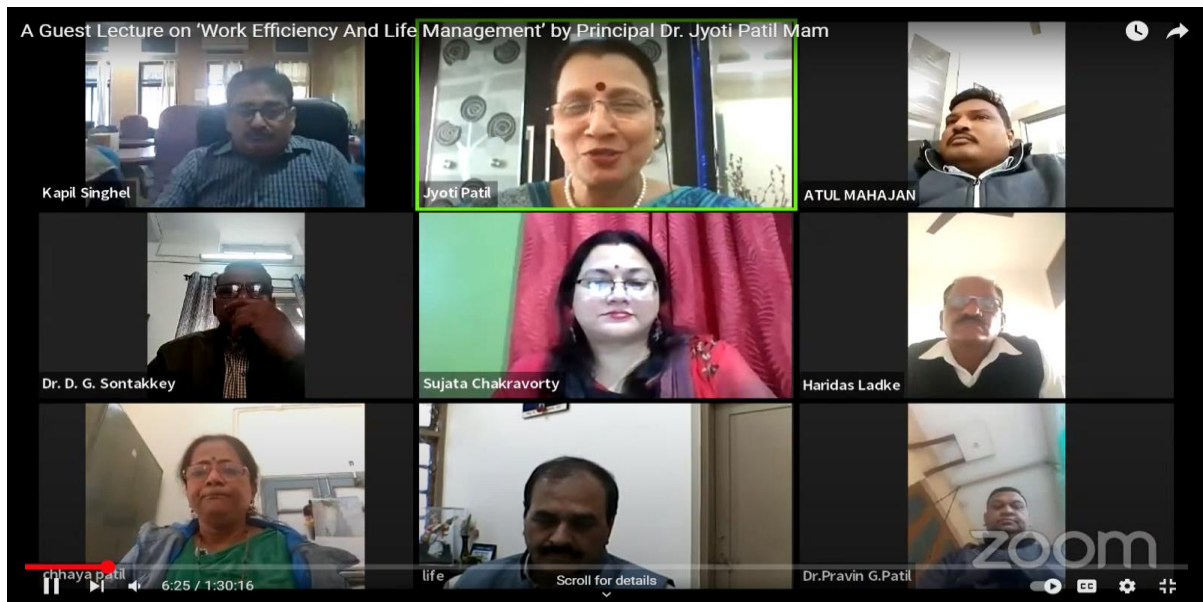 A Guest Lecture on ‘Work Efficiency And Life Management’ by Principal Dr. Jyoti Patil Mam
Kapil Singhel
Jyoti Patil
ATUL MAHAJAN
Dr. D. G. Sontakkey
Sujata Chakravorty
Haridas Ladke
chhaya patil
life
Dr.Pravin G.Patil
zoom
6:25 / 1:30:16
Scroll for details
CC